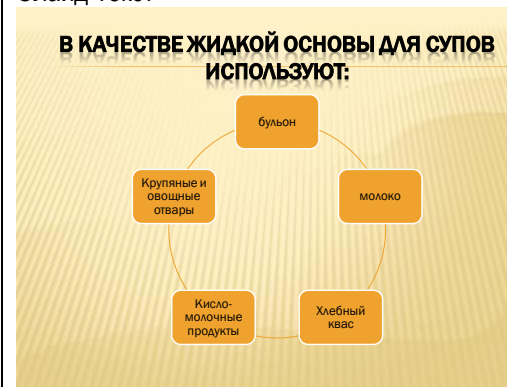 В КАЧЕСТВЕ ЖИДКОЙ ОСНОВЫ ДЛЯ СУПОВ
ИСПОЛЬЗУЮТ:
бульон
молоко
Хлебный
квас
Кисло-
молочные
продукты
Крупяные и
овощные
отвары